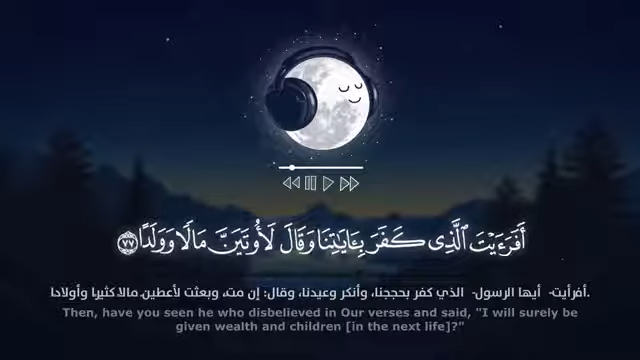 أَفَرَءَيْتَ ٱلَّذِى كَفَرَ بِـَٔايَـٰتِنَا وَقَالَ لَأُوتَيَنَّ مَالًا وَوَلَدًا ٧٧
أفرأيت- أيها الرسول- الذي كفر بحججنا، وأنكر وعيدنا، وقال: إن مت، وبعثت لأعطين مالا كثيرا وأولادا.
Then, have you seen he who disbelieved in Our verses and said, "I will surely be
given wealth and children [in the next life]?"